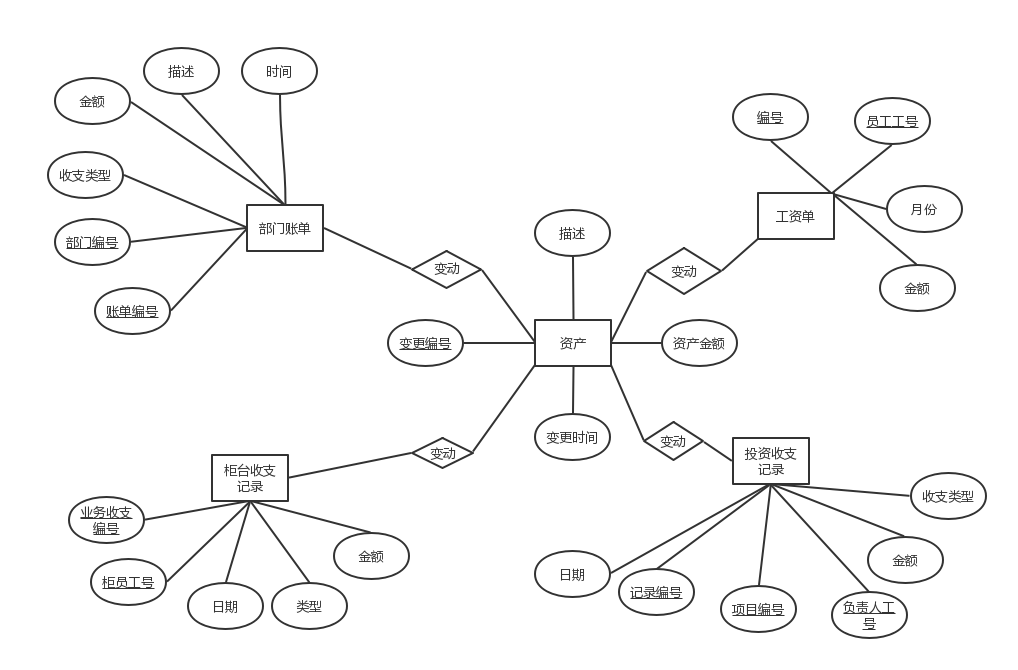 描述
时间
金额
编号
员工工号
收支类型
月份
部门账单
工资单
描述
部门编号
变动
变动
金额
账单编号
变更编号
资产
资产金额
变更时间
变动
变动
柜台收支
记录
投资收支
记录
收支类型
业务收支
编号
金额
金额
柜员工号
日期
日期
类型
记录编号
项目编号
负责人工
号